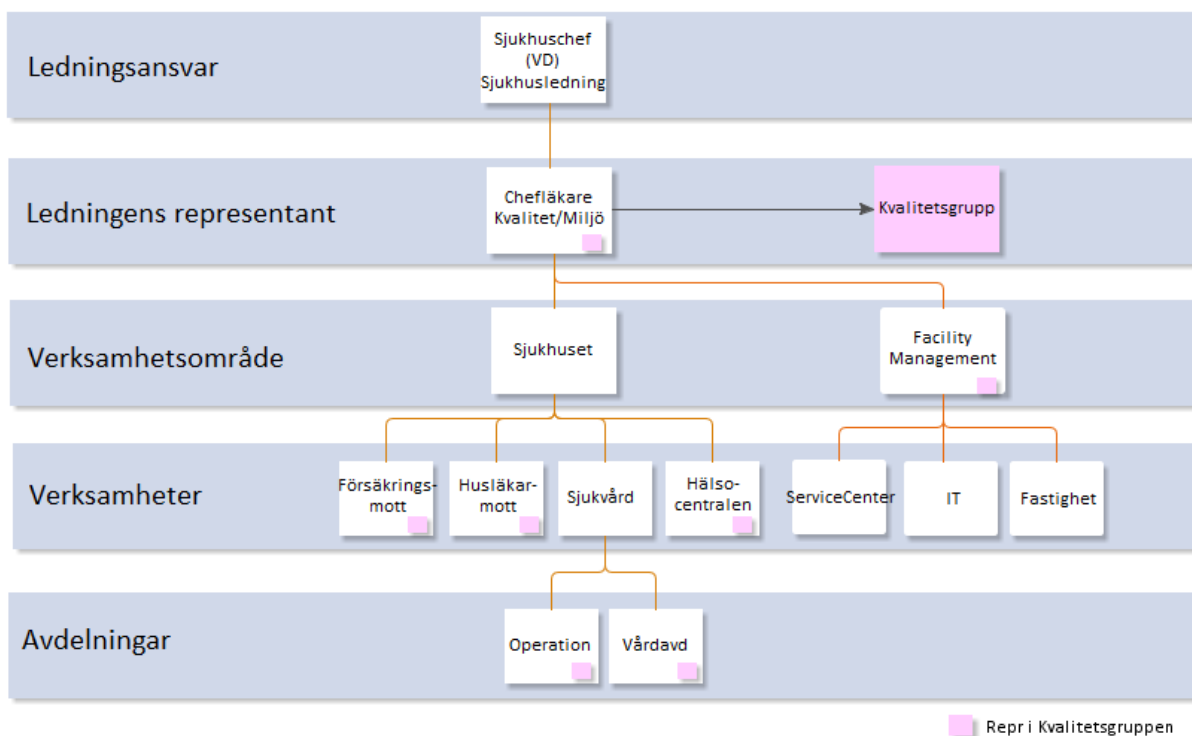 Ledningsansvar
Sjukhuschef
(VD)
Sjukhusledning
Ledningens representant
Chefläkare
Kvalitet/Miljö
Kvalitetsgrupp
Verksamhetsområde
Sjukhuset
Facility
Management
Verksamheter
Försäkrings-
mott
Husläkar-
mott
Sjukvård
Hälso-
centralen
ServiceCenter
IT
Fastighet
Avdelningar
Operation
Vårdavd
Repr i Kvalitetsgruppen